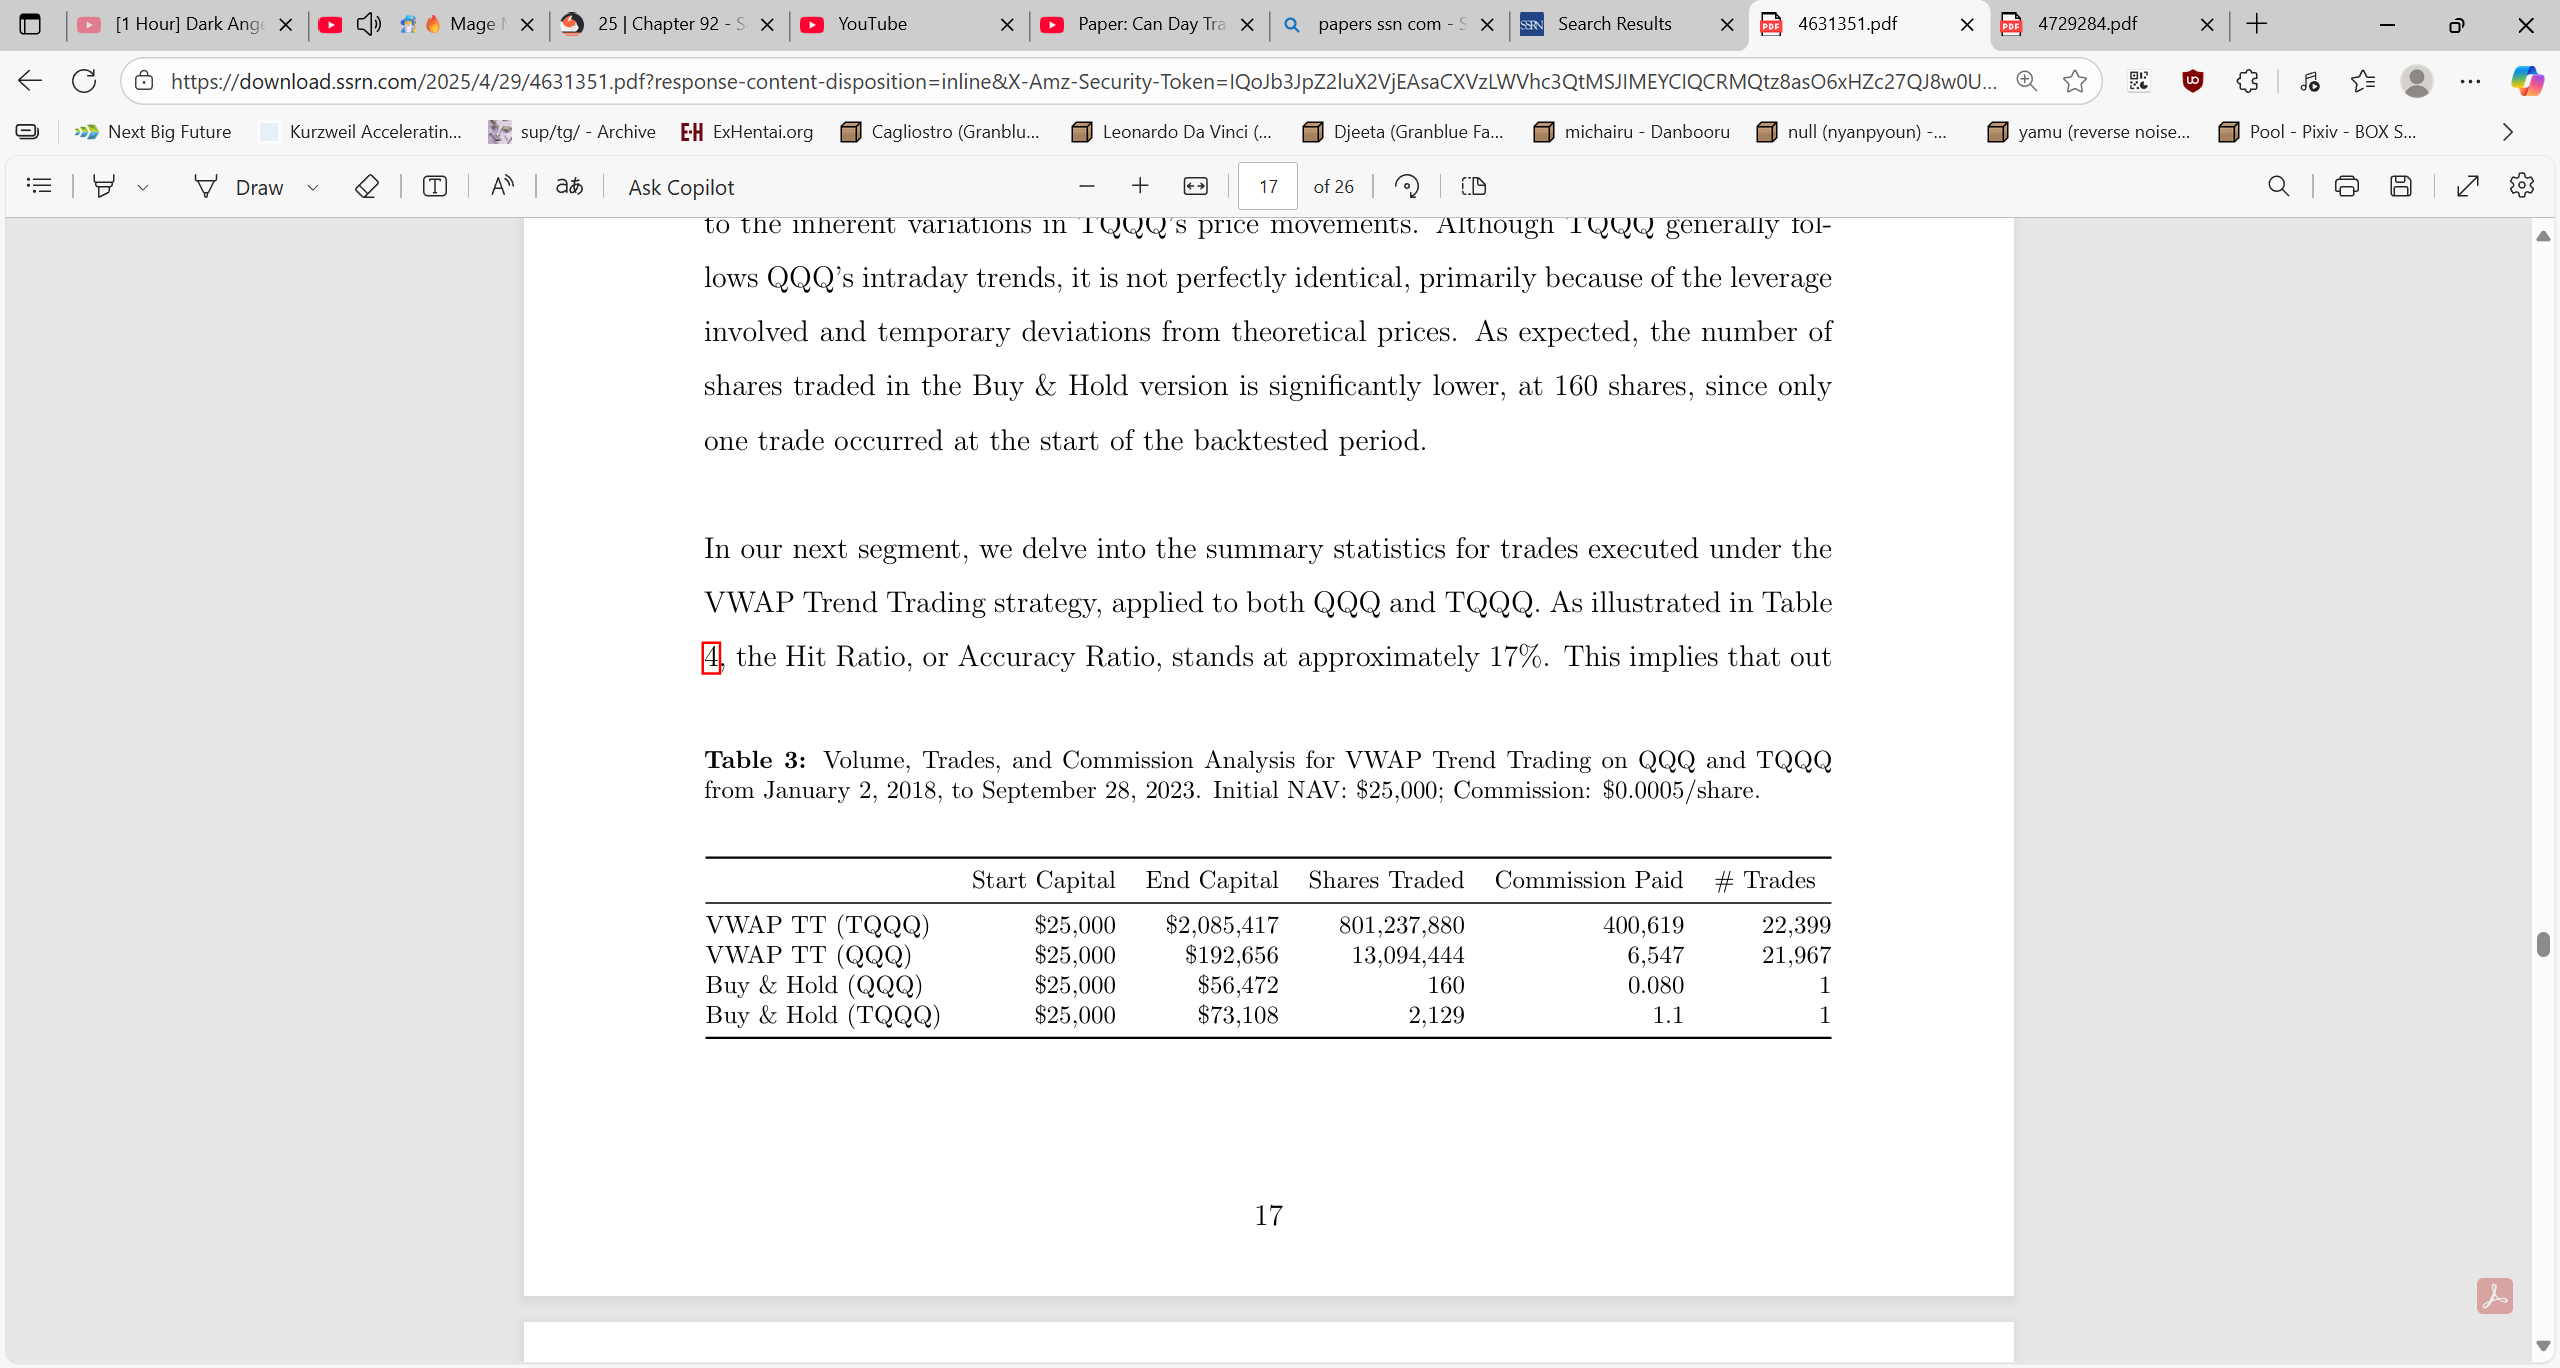 [1 Hour] Dark Ange
Mage
25 | Chapter 92 - S
YouTube
Paper: Can Day Tra
papers ssn com - S
SSRN Search Results
PDF 4631351.pdf
PDF 4729284.pdf
https://download.ssrn.com/2025/4/29/4631351.pdf?response-content-disposition=inline&X-Amz-Security-Token=IQoJb3JpZ2luX2VjEAsaCXVzLWVhc3QtMSJIMEYCIQCRMQtz8asO6xHZc27QJ8w0U...
Next Big Future
Kurzweil Acceleratin...
sup/tg/ - Archive
E-H ExHentai.org
Cagliostro (Granblu...
Leonardo Da Vinci (...
Djeeta (Granblue Fa...
michairu - Danbooru
null (nyanpyoun) -...
yamu (reverse noise...
Pool - Pixiv - BOX S...
Draw
Ask Copilot
17 of 26
to the inherent variations in TQQQ's price movements. Although TQQQ generally fol-
lows QQQ's intraday trends, it is not perfectly identical, primarily because of the leverage
involved and temporary deviations from theoretical prices. As expected, the number of
shares traded in the Buy & Hold version is significantly lower, at 160 shares, since only
one trade occurred at the start of the backtested period.
In our next segment, we delve into the summary statistics for trades executed under the
VWAP Trend Trading strategy, applied to both QQQ and TQQQ. As illustrated in Table
4, the Hit Ratio, or Accuracy Ratio, stands at approximately 17%. This implies that out
Table 3: Volume, Trades, and Commission Analysis for VWAP Trend Trading on QQQ and TQQQ
from January 2, 2018, to September 28, 2023. Initial NAV: $25,000; Commission: $0.0005/share.
Start Capital End Capital Shares Traded Commission Paid # Trades
VWAP TT (TQQQ) $25,000 $2,085,417 801,237,880 400,619 22,399
VWAP TT (QQQ) $25,000 $192,656 13,094,444 6,547 21,967
Buy & Hold (QQQ) $25,000 $56,472 160 0.080 1
Buy & Hold (TQQQ) $25,000 $73,108 2,129 1.1 1
17